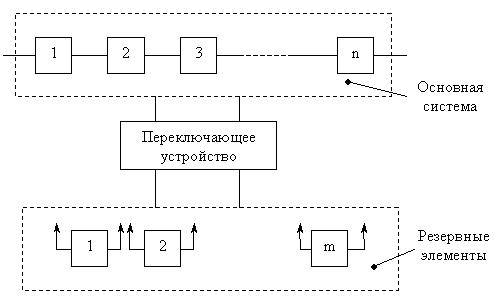 1 2 3 n
Основная
система
Переключающее
устройство
1 2 m
Резервные
элементы